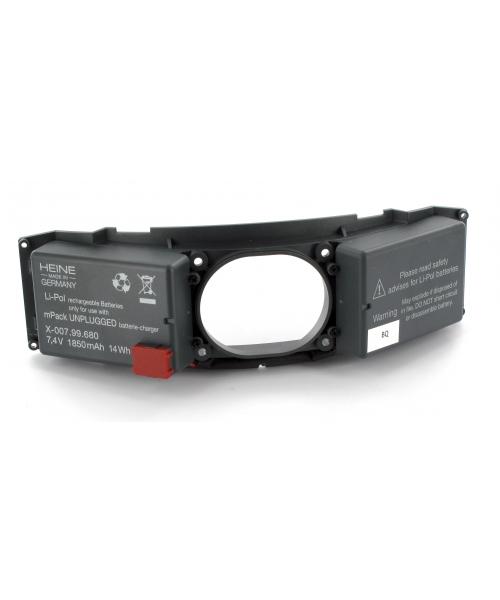 HEINE
MADE IN
GERMANY
Li-Pol rechargeable Batteries
only for use with
mPack UNPLUGGED batterie-charger
X-007.99.680
7,4V 1850mAh 14Wh
Please read safety
advises for Li-Pol batteries
Warning
May explode if disposed of
in fire. DO NOT short circuit
or disassemble battery.
BQ